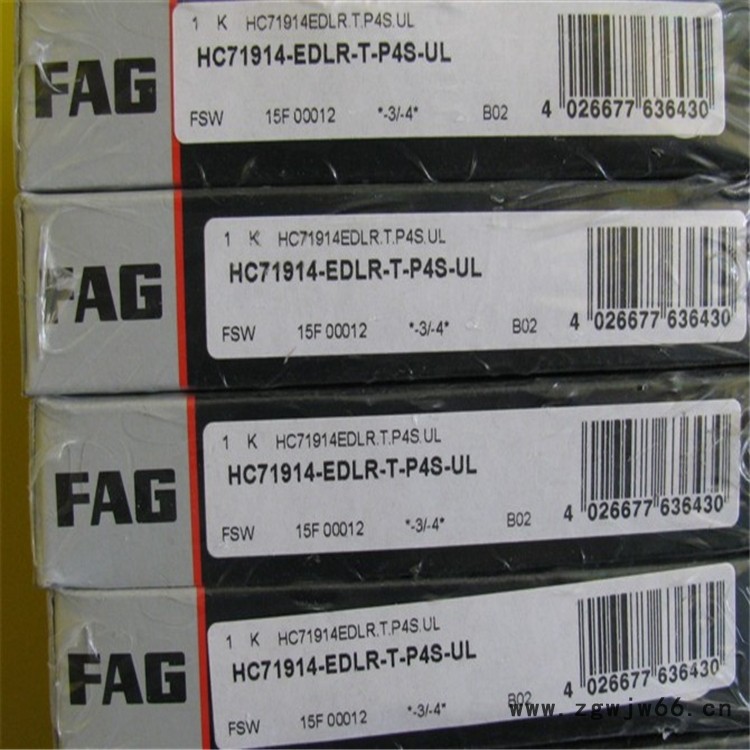 FAG
1 K HC71914EDLR.T.P4S.UL
HC71914-EDLR-T-P4S-UL
FSW 15F 00012 *-3/-4* B02 4 026677 636430
FAG
1 K HC71914EDLR.T.P4S.UL
HC71914-EDLR-T-P4S-UL
FSW 15F 00012 *-3/-4* B02 4 026677 636430
FAG
1 K HC71914EDLR.T.P4S.UL
HC71914-EDLR-T-P4S-UL
FSW 15F 00012 *-3/-4* B02 4 026677 636430
FAG
1 K HC71914EDLR.T.P4S.UL
HC71914-EDLR-T-P4S-UL
FSW 15F 00012 *-3/-4* B02 4 026677 636430
www.zgwjw66.cn